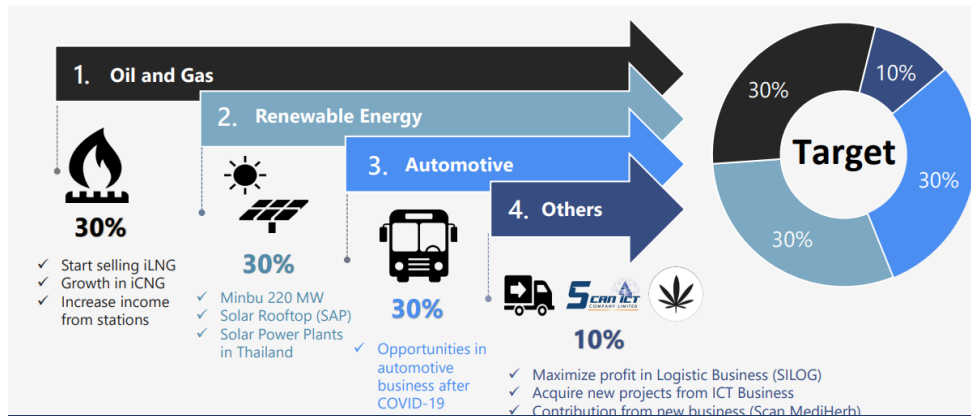 1. Oil and Gas
2. Renewable Energy
3. Automotive
4. Others
30%
✓ Start selling iLNG
✓ Growth in iCNG
✓ Increase income
from stations
30%
✓ Minbu 220 MW
✓ Solar Rooftop (SAP)
✓ Solar Power Plants
in Thailand
30%
✓ Opportunities in
automotive
business after
COVID-19
SCAN ICT
COMPANY LIMITED
10%
✓ Maximize profit in Logistic Business (SILOG)
✓ Acquire new projects from ICT Business
✓ Contribution from new business (Scan MediHerb)
Target
10%
30%
30%
30%